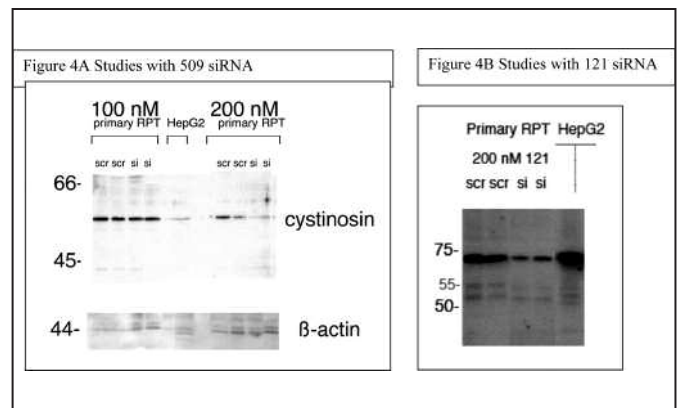 Figure 4A Studies with 509 siRNA
100 nM 200 nM
primary RPT HepG2 primary RPT
scr scr si si scr scr si si
66-
cystinosin
45-
44- ß-actin
Figure 4B Studies with 121 siRNA
Primary RPT HepG2
200 nM 121
scr scr si si
75-
55-
50-